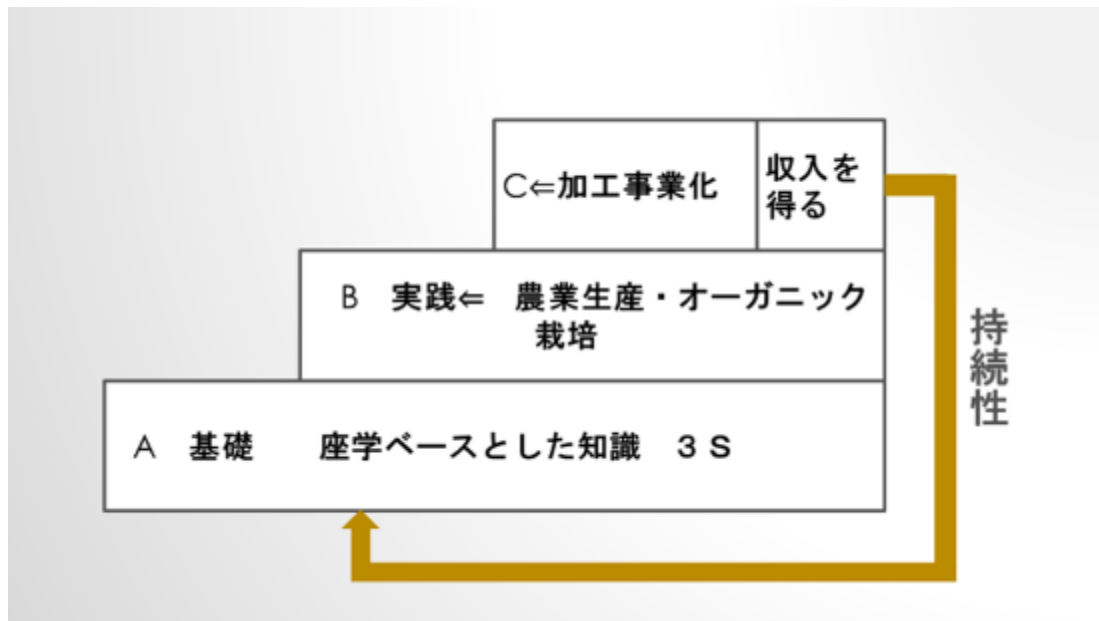 C⇐加工事業化
収入を
得る
B 実践⇐ 農業生産・オーガニック
栽培
A 基礎 座学ベースとした知識 3S
持続性